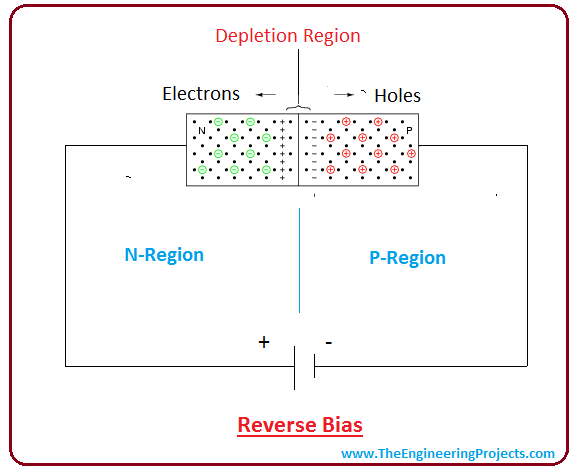 Depletion Region
Electrons
Holes
N
P
N-Region
P-Region
+
-
Reverse Bias
www.TheEngineeringProjects.com